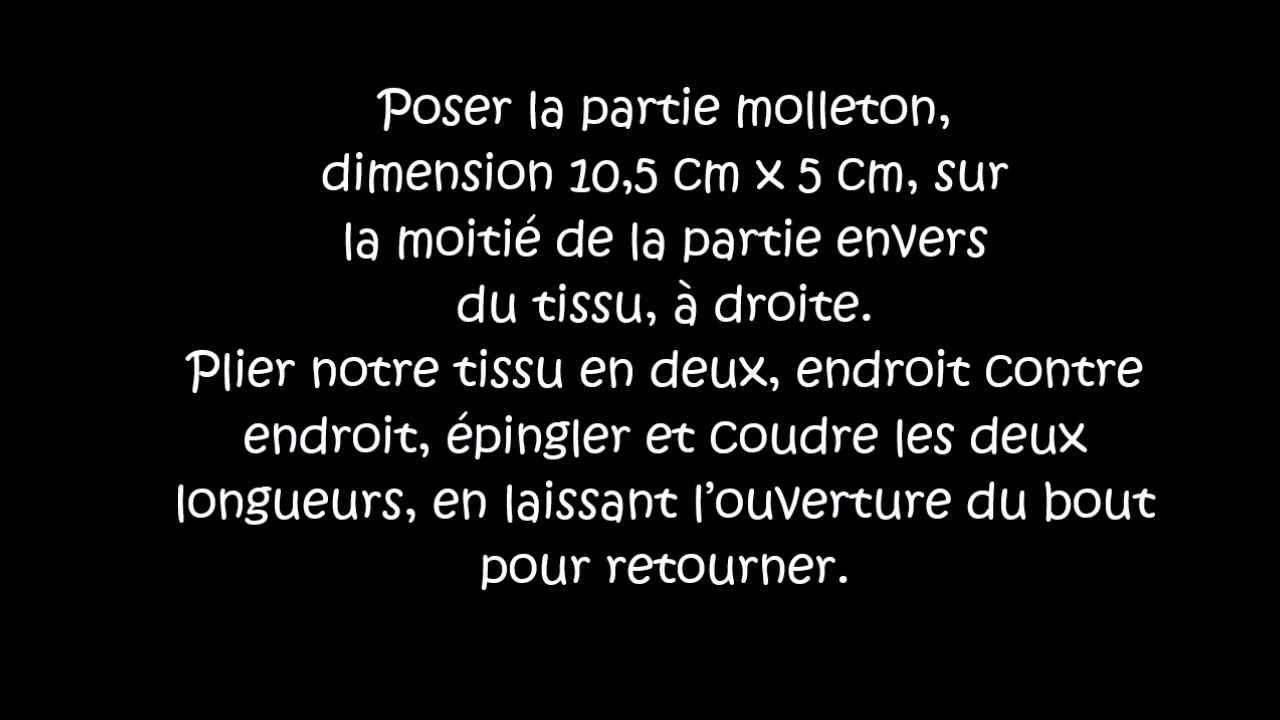 Poser la partie molleton,
dimension 10,5 cm x 5 cm, sur
la moitié de la partie envers
du tissu, à droite.
Plier notre tissu en deux, endroit contre
endroit, épingler et coudre les deux
longueurs, en laissant l’ouverture du bout
pour retourner.